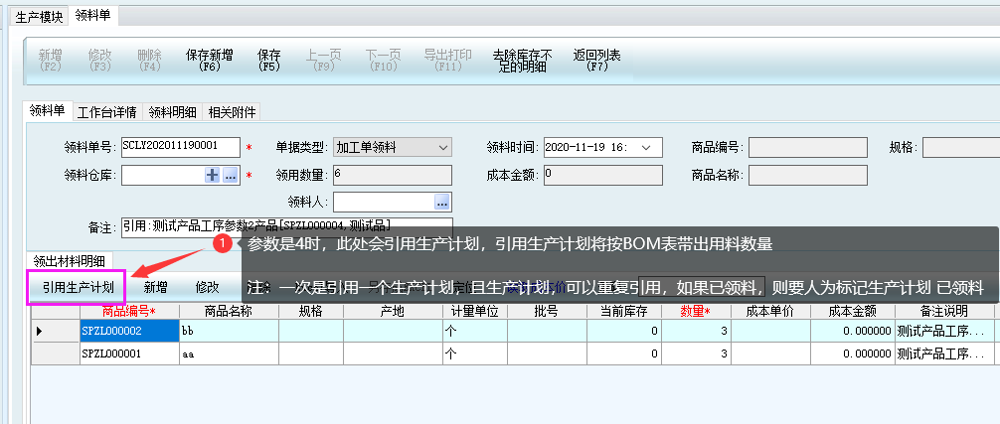 生产模块 领料单
新增 修改 删除 保存新增 保存 上一页 下一页 导出打印 去除库存不 返回列表
(F2) (F3) (F4) (F6) (F5) (F9) (F10) (F11) 足的明细 (F7)
领料单 工作台详情 领料明细 相关附件
领料单号: SCLY202011190001 * 单据类型: 加工单领料 领料时间: 2020-11-19 16: 商品编号: 规格:
领料仓库: * 领用数量: 6 成本金额: 0 商品名称:
领料人:
备注: 引用:测试产品工序参数2产品[SPZL000004,测试品]
1 参数是4时，此处会引用生产计划，引用生产计划将按BOM表带出用料数量
领出材料明细
引用生产计划 新增 修改
注：一次是引用一个生产计划，且生产计划，可以重复引用，如果已领料，则要人为标记生产计划 已领料
商品编号* 商品名称 规格 产地 计量单位 批号 当前库存 数量* 成本单价 成本金额 备注说明
SPZL000002 bb 个 0 3 0.000000 测试产品工序...
SPZL000001 aa 个 0 3 0.000000 测试产品工序...